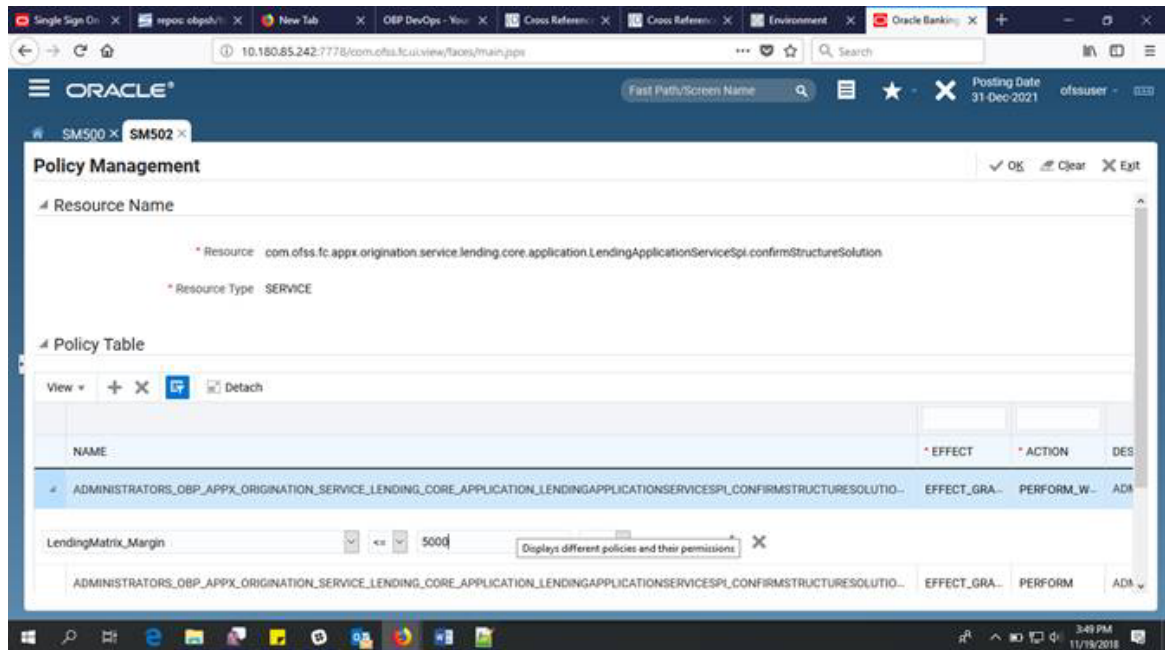 Single Sign On
repos: obpsh/t
New Tab
OBP DevOps - Your
Cross Reference
Cross Reference
Environment
Oracle Banking
10.180.85.242:7778/com.ofss.fc.ui.view/faces/main.jspx
Search
ORACLE®
Fast Path/Screen Name
Posting Date
31-Dec-2021
ofssuser
SM500 × SM502 ×
Policy Management
OK Clear Exit
Resource Name
* Resource com.ofss.fc.appx.origination.service.lending.core.application.LendingApplicationServiceSpi.confirmStructureSolution
* Resource Type SERVICE
Policy Table
View Detach
NAME * EFFECT * ACTION DES
ADMINISTRATORS_OBP_APPX_ORIGINATION_SERVICE_LENDING_CORE_APPLICATION_LENDINGAPPLICATIONSERVICESPI_CONFIRMSTRUCTURESOLUTIO... EFFECT_GRA... PERFORM_W... ADM
LendingMatrix_Margin <= 5000
Displays different policies and their permissions
ADMINISTRATORS_OBP_APPX_ORIGINATION_SERVICE_LENDING_CORE_APPLICATION_LENDINGAPPLICATIONSERVICESPI_CONFIRMSTRUCTURESOLUTIO... EFFECT_GRA... PERFORM ADM
3:49 PM
11/19/2018